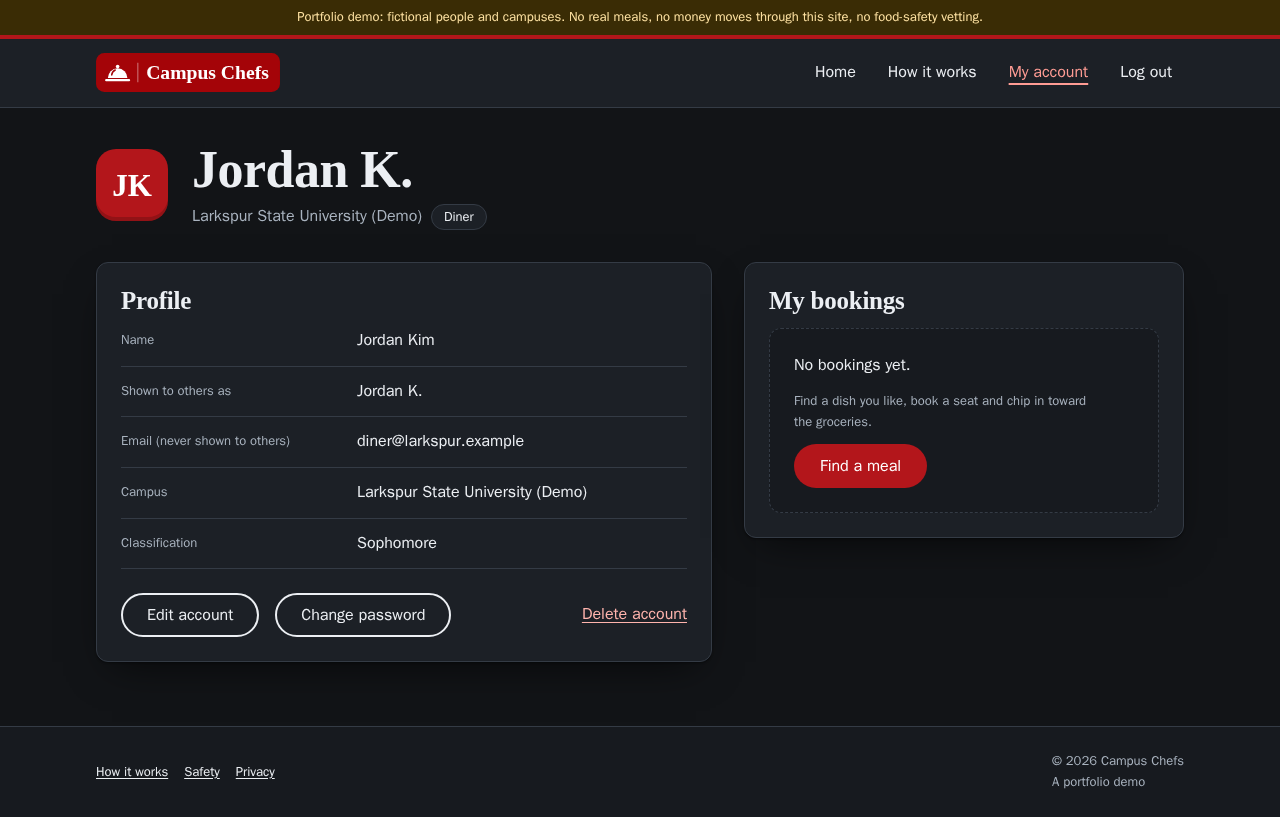 Portfolio demo: fictional people and campuses. No real meals, no money moves through this site, no food-safety vetting.
Campus Chefs
Home
How it works
My account
Log out
JK
Jordan K.
Larkspur State University (Demo)
Diner
Profile
Name
Jordan Kim
Shown to others as
Jordan K.
Email (never shown to others)
diner@larkspur.example
Campus
Larkspur State University (Demo)
Classification
Sophomore
Edit account
Change password
Delete account
My bookings
No bookings yet.
Find a dish you like, book a seat and chip in toward
the groceries.
Find a meal
How it works
Safety
Privacy
© 2026 Campus Chefs
A portfolio demo